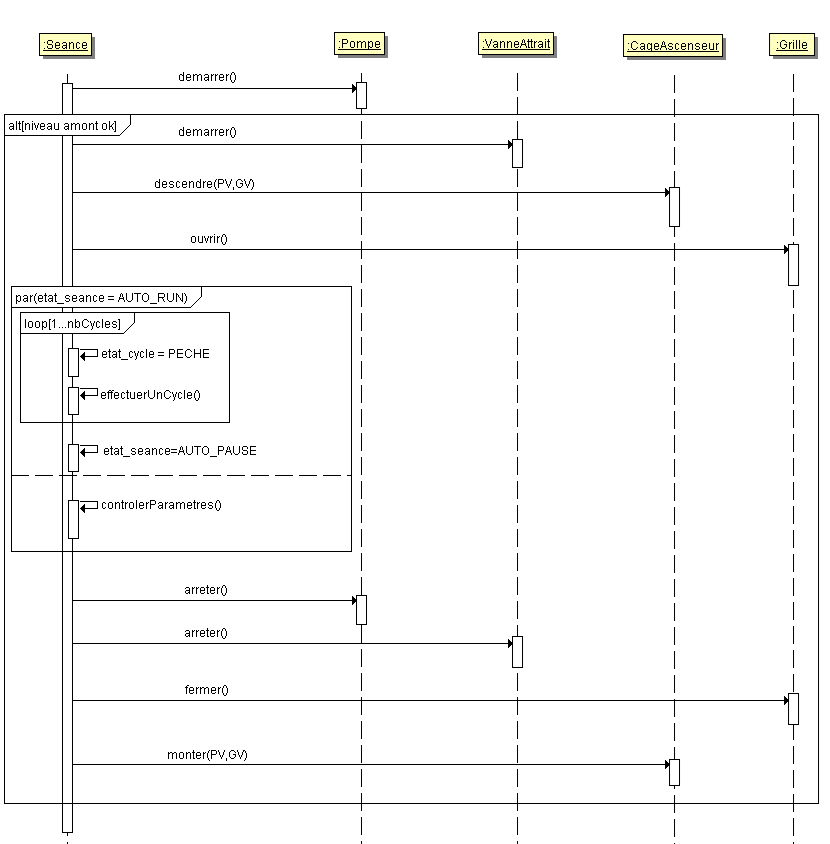 :Seance
:Pompe
:VanneAttrait
:CageAscenseur
:Grille
demarrer()
alt[niveau amont ok]
demarrer()
descendre(PV,GV)
ouvrir()
par(etat_seance = AUTO_RUN)
loop[1...nbCycles]
etat_cycle = PECHE
effectuerUnCycle()
etat_seance=AUTO_PAUSE
controlerParametres()
arreter()
arreter()
fermer()
monter(PV,GV)